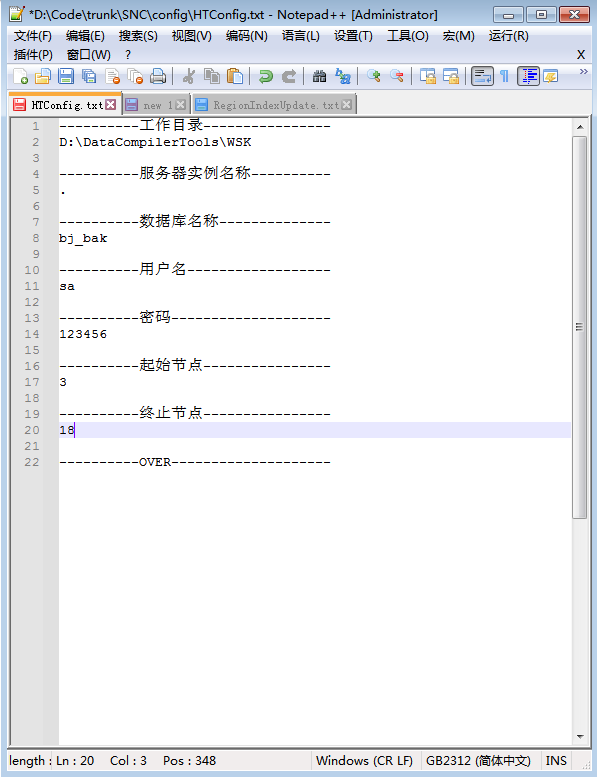 *D:\Code\trunk\SNC\config\HTConfig.txt - Notepad++ [Administrator]
文件(F) 编辑(E) 搜索(S) 视图(V) 编码(N) 语言(L) 设置(T) 工具(O) 宏(M) 运行(R)
插件(P) 窗口(W) ? X
HTConfig.txt new 1 RegionIndexUpdate.txt
1 ----------工作目录----------------
2 D:\DataCompilerTools\WSK
3
4 ----------服务器实例名称----------
5 .
6
7 ----------数据库名称--------------
8 bj_bak
9
10 ----------用户名------------------
11 sa
12
13 ----------密码--------------------
14 123456
15
16 ----------起始节点----------------
17 3
18
19 ----------终止节点----------------
20 18
21
22 ----------OVER--------------------
length : Ln : 20 Col : 3 Pos : 348 Windows (CR LF) GB2312 (简体中文) INS